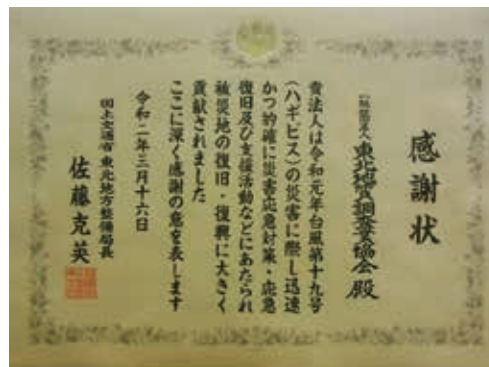 感謝状
一般社団法人 東北地質調査業協会 殿
貴法人は令和元年台風第十九号
(ハギビス)の災害に際し迅速
かつ的確に災害応急対策・応急
復旧及び支援活動などにあたられ
被災地の復旧・復興に大きく
貢献されました
ここに深く感謝の意を表します
令和二年三月十六日
国土交通省 東北地方整備局長
佐藤克英